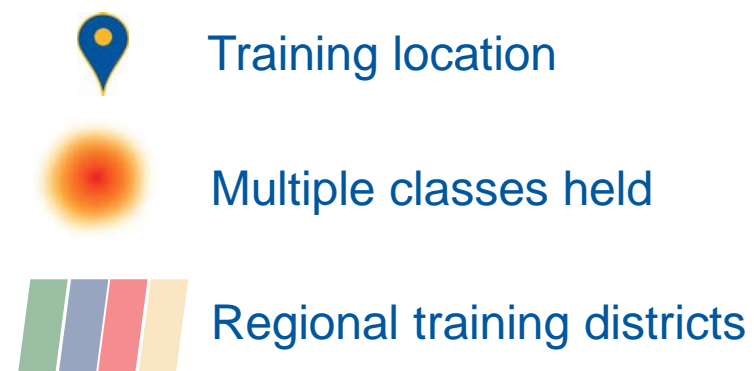 Training location
Multiple classes held
Regional training districts